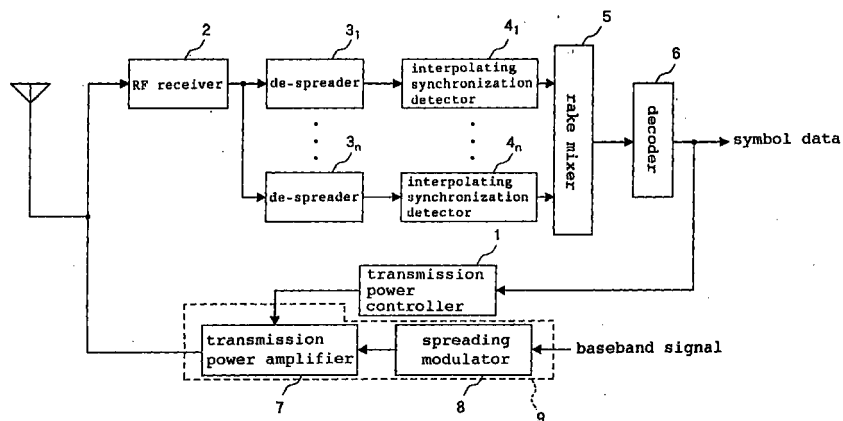 2
3₁
4₁
5
6
RF receiver
de-spreader
interpolating
synchronization
detector
rake mixer
decoder
symbol data
3ₙ
4ₙ
de-spreader
interpolating
synchronization
detector
1
transmission
power
controller
transmission
power amplifier
spreading
modulator
baseband signal
7
8
9